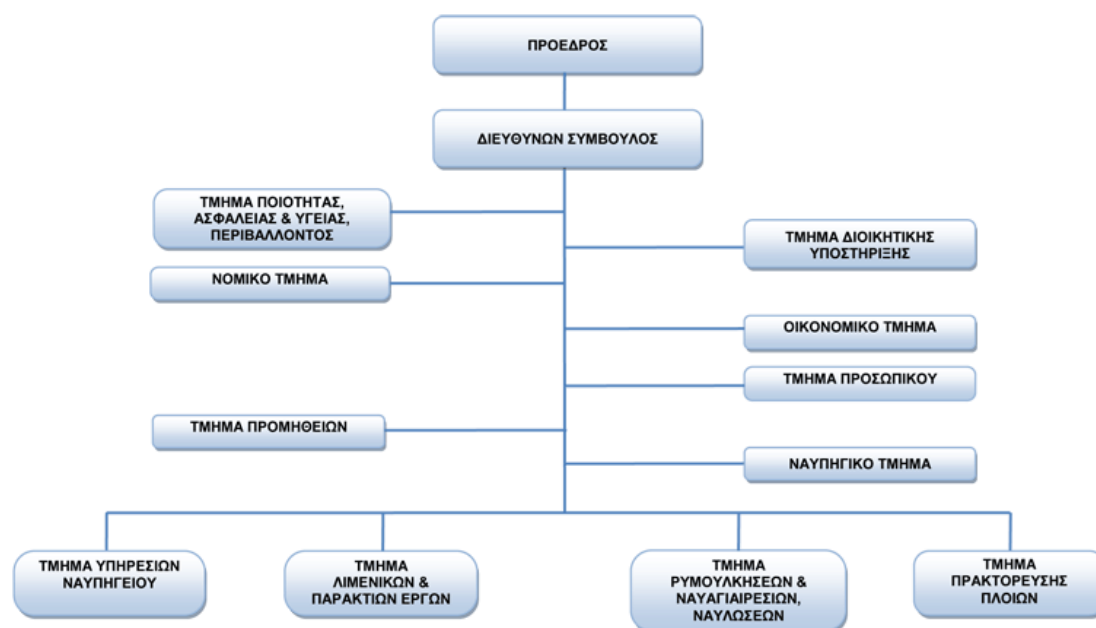 ΠΡΟΕΔΡΟΣ
ΔΙΕΥΘΥΝΩΝ ΣΥΜΒΟΥΛΟΣ
ΤΜΗΜΑ ΠΟΙΟΤΗΤΑΣ,
ΑΣΦΑΛΕΙΑΣ & ΥΓΕΙΑΣ,
ΠΕΡΙΒΑΛΛΟΝΤΟΣ
ΤΜΗΜΑ ΔΙΟΙΚΗΤΙΚΗΣ
ΥΠΟΣΤΗΡΙΞΗΣ
ΝΟΜΙΚΟ ΤΜΗΜΑ
ΟΙΚΟΝΟΜΙΚΟ ΤΜΗΜΑ
ΤΜΗΜΑ ΠΡΟΣΩΠΙΚΟΥ
ΤΜΗΜΑ ΠΡΟΜΗΘΕΙΩΝ
ΝΑΥΠΗΓΙΚΟ ΤΜΗΜΑ
ΤΜΗΜΑ ΥΠΗΡΕΣΙΩΝ
ΝΑΥΠΗΓΕΙΟΥ
ΤΜΗΜΑ
ΛΙΜΕΝΙΚΩΝ &
ΠΑΡΑΚΤΙΩΝ ΕΡΓΩΝ
ΤΜΗΜΑ
ΡΥΜΟΥΛΚΗΣΕΩΝ &
ΝΑΥΑΓΙΑΙΡΕΣΙΩΝ,
ΝΑΥΛΩΣΕΩΝ
ΤΜΗΜΑ
ΠΡΑΚΤΟΡΕΥΣΗΣ
ΠΛΟΙΩΝ